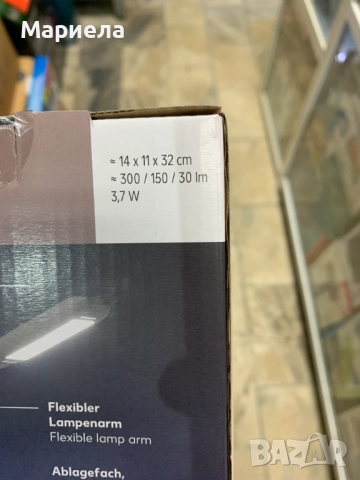 Мариела
≈ 14 x 11 x 32 cm
≈ 300 / 150 / 30 lm
3,7 W
Flexibler
Lampenarm
Flexible lamp arm
Ablagefach,
BAZAR